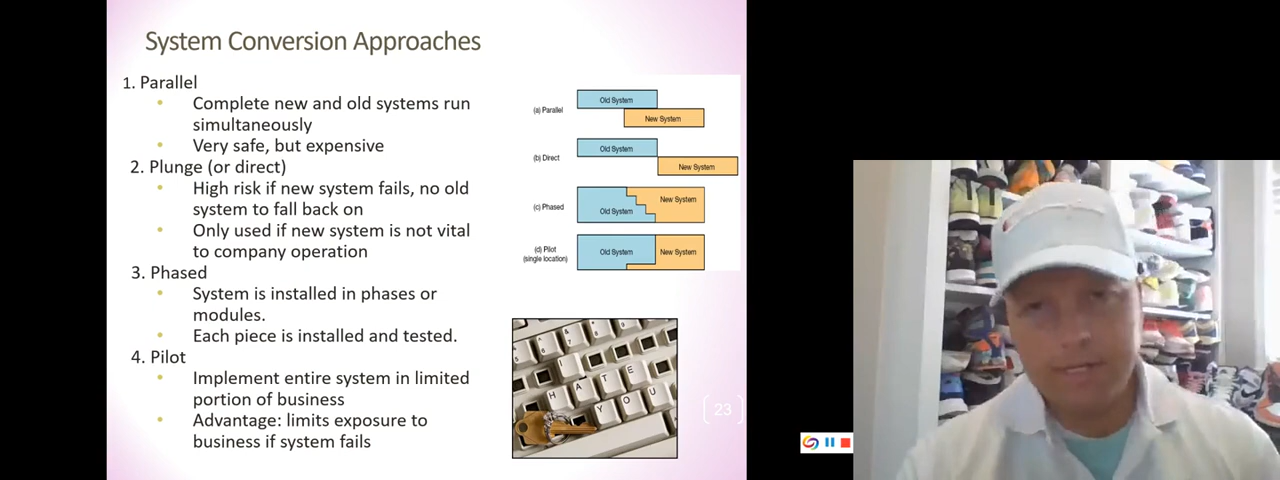 System Conversion Approaches
1. Parallel
• Complete new and old systems run
simultaneously
• Very safe, but expensive
2. Plunge (or direct)
• High risk if new system fails, no old
system to fall back on
• Only used if new system is not vital
to company operation
3. Phased
• System is installed in phases or
modules.
• Each piece is installed and tested.
4. Pilot
• Implement entire system in limited
portion of business
• Advantage: limits exposure to
business if system fails
(a) Parallel
Old System
New System
(b) Direct
Old System
New System
(c) Phased
Old System
New System
(d) Pilot
(single location)
Old System
New System
HATE
YOU
23